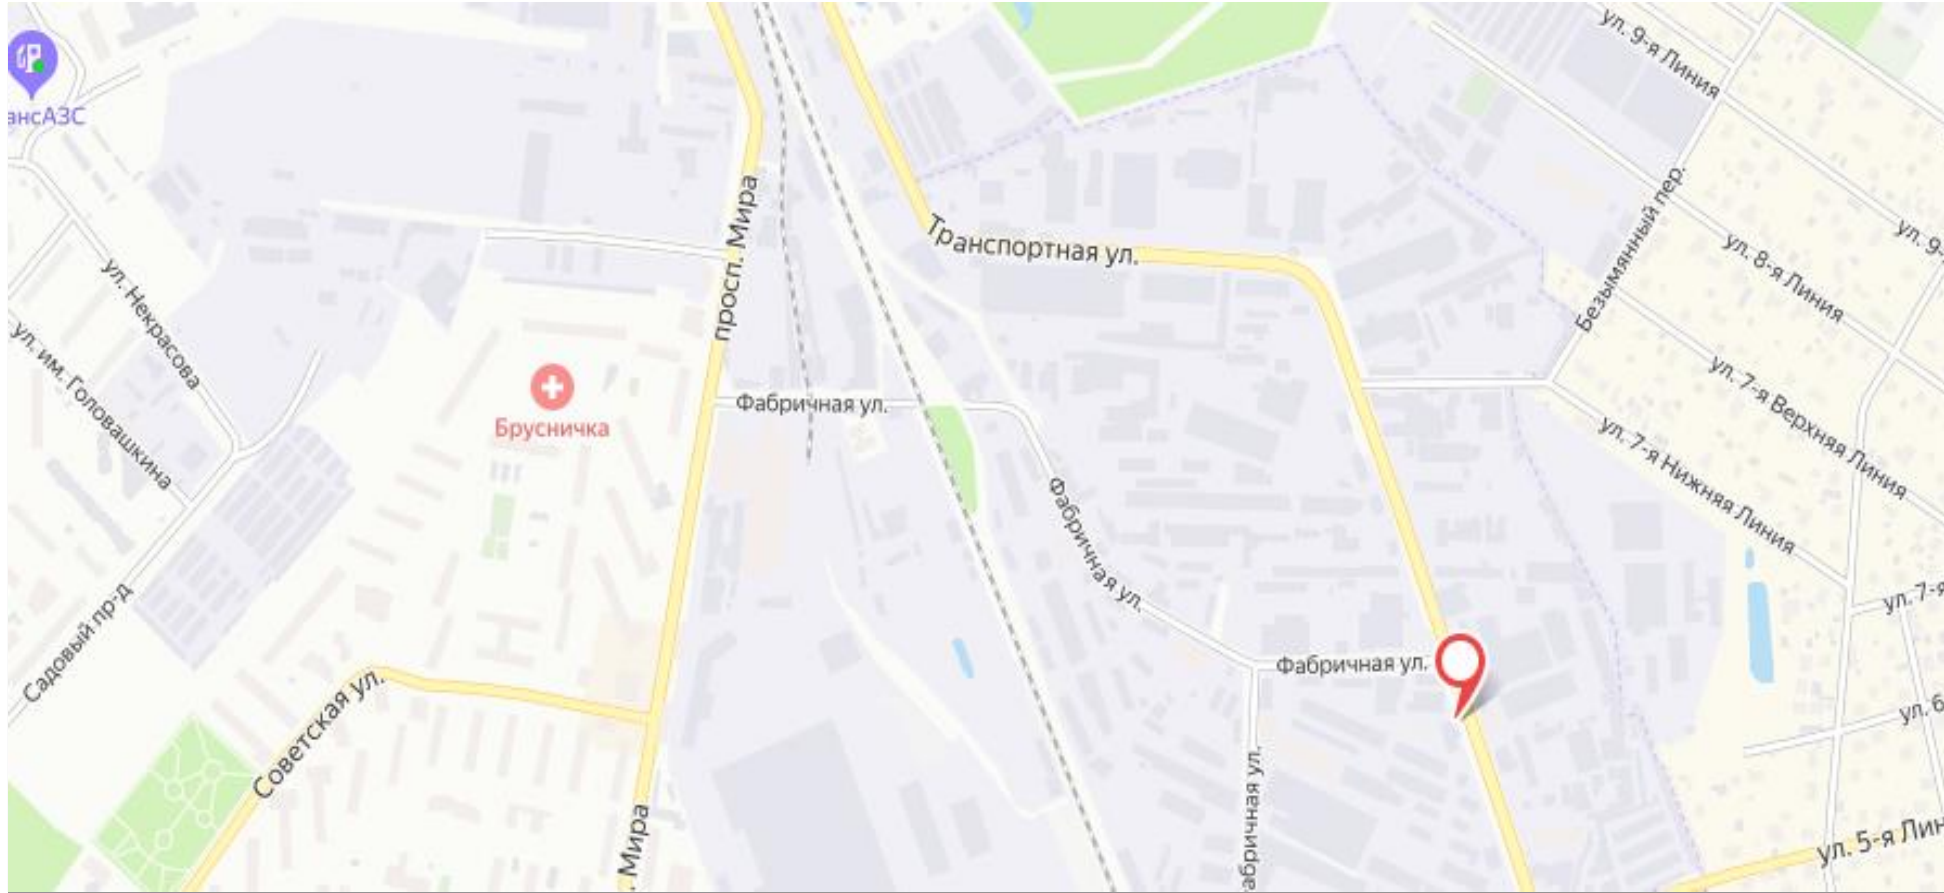 ул. 9-я Линия
ансАЗС
просп. Мира
Безымянный пер.
Транспортная ул.
ул. 9-
ул. 8-я Линия
ул. Некрасова
ул. им. Головашкина
Фабричная ул.
Брусничка
ул. 7-я Верхняя Линия
ул. 7-я Нижняя Линия
Фабричная ул.
ул. 7-я
Садовый пр-д
Фабричная ул.
Советская ул.
ул. 6
абричная ул.
. Мира
ул. 5-я Лин